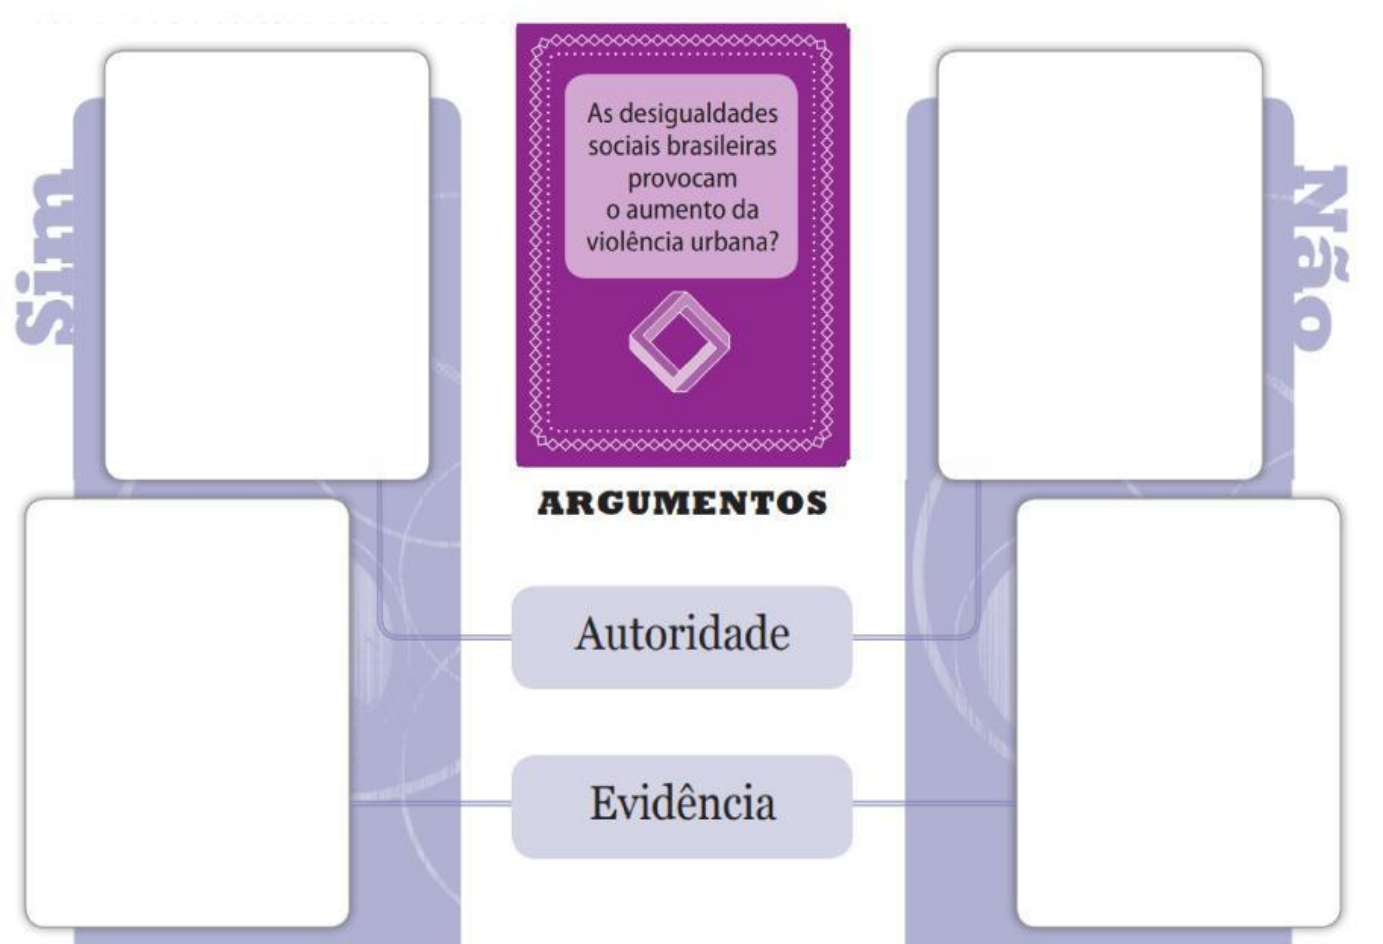 Sim
As desigualdades
sociais brasileiras
provocam
o aumento da
violência urbana?
Não
ARGUMENTOS
Autoridade
Evidência